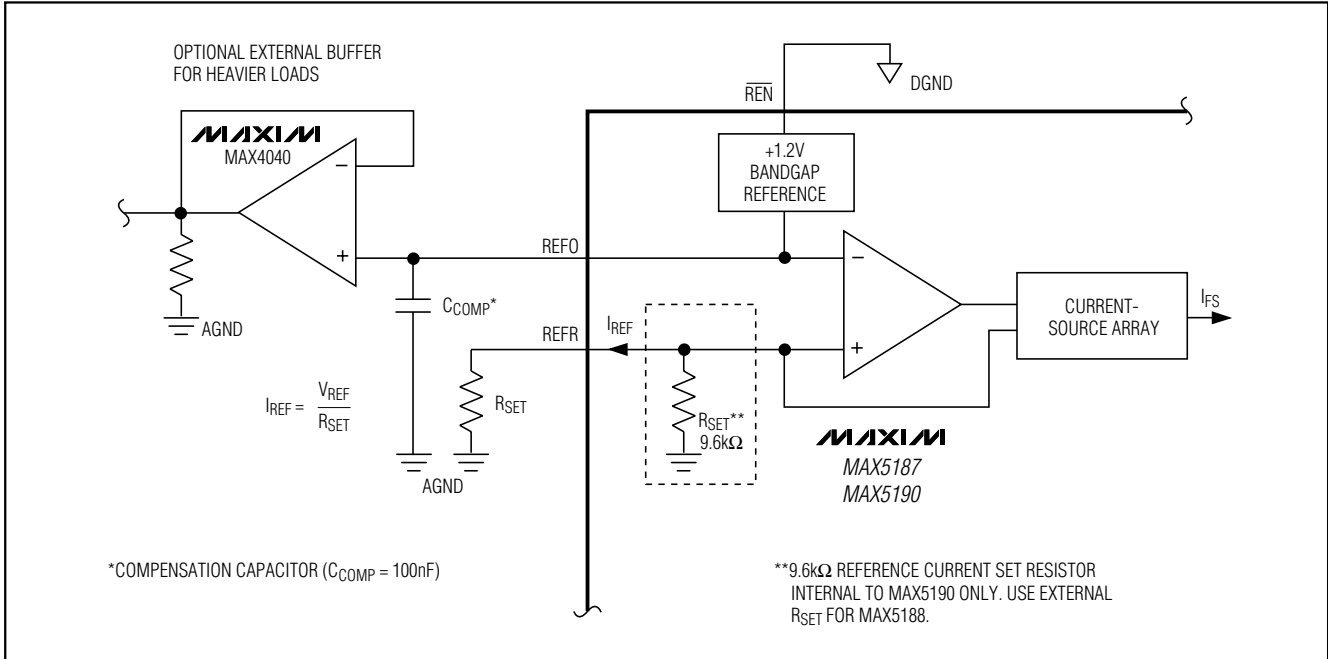 OPTIONAL EXTERNAL BUFFER
FOR HEAVIER LOADS
MAXIM
MAX4040
−
+
AGND
REN
DGND
+1.2V
BANDGAP
REFERENCE
REFO
−
+
CCOMP*
REFR
IREF
RSET
RSET**
9.6kΩ
CURRENT-
SOURCE ARRAY
IFS
IREF = VREF
RSET
AGND
MAXIM
MAX5187
MAX5190
*COMPENSATION CAPACITOR (CCOMP = 100nF)
**9.6kΩ REFERENCE CURRENT SET RESISTOR
INTERNAL TO MAX5190 ONLY. USE EXTERNAL
RSET FOR MAX5188.